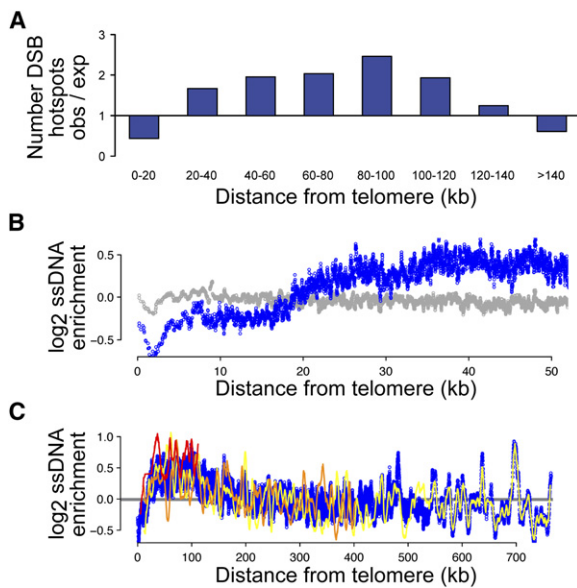 A
Number DSB
hotspots
obs / exp
3
2
1
0
1
0-20 20-40 40-60 60-80 80-100 100-120 120-140 >140
Distance from telomere (kb)
B
log2 ssDNA
enrichment
0.5
0.0
−0.5
0 10 20 30 40 50
Distance from telomere (kb)
C
log2 ssDNA
enrichment
1.0
0.5
0.0
-0.5
0 100 200 300 400 500 600 700
Distance from telomere (kb)